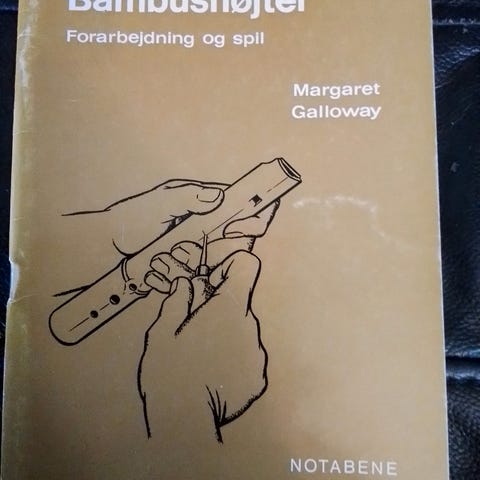 Bambusfløjter
Forarbejdning og spil
Margaret
Galloway
NOTABENE